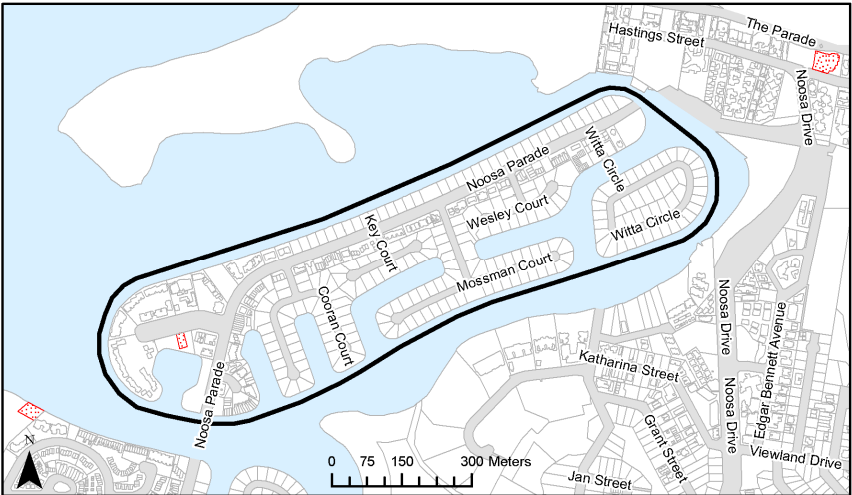 The Parade
Hastings Street
Noosa Drive
Noosa Parade
Witta Circle
Wesley Court
Key Court
Witta Circle
Mossman Court
Cooran Court
Noosa Drive
Edgar Bennett Avenue
Katharina Street
Noosa Parade
Noosa Drive
Grant Street
Viewland Drive
N
0 75 150 300 Meters
Jan Street